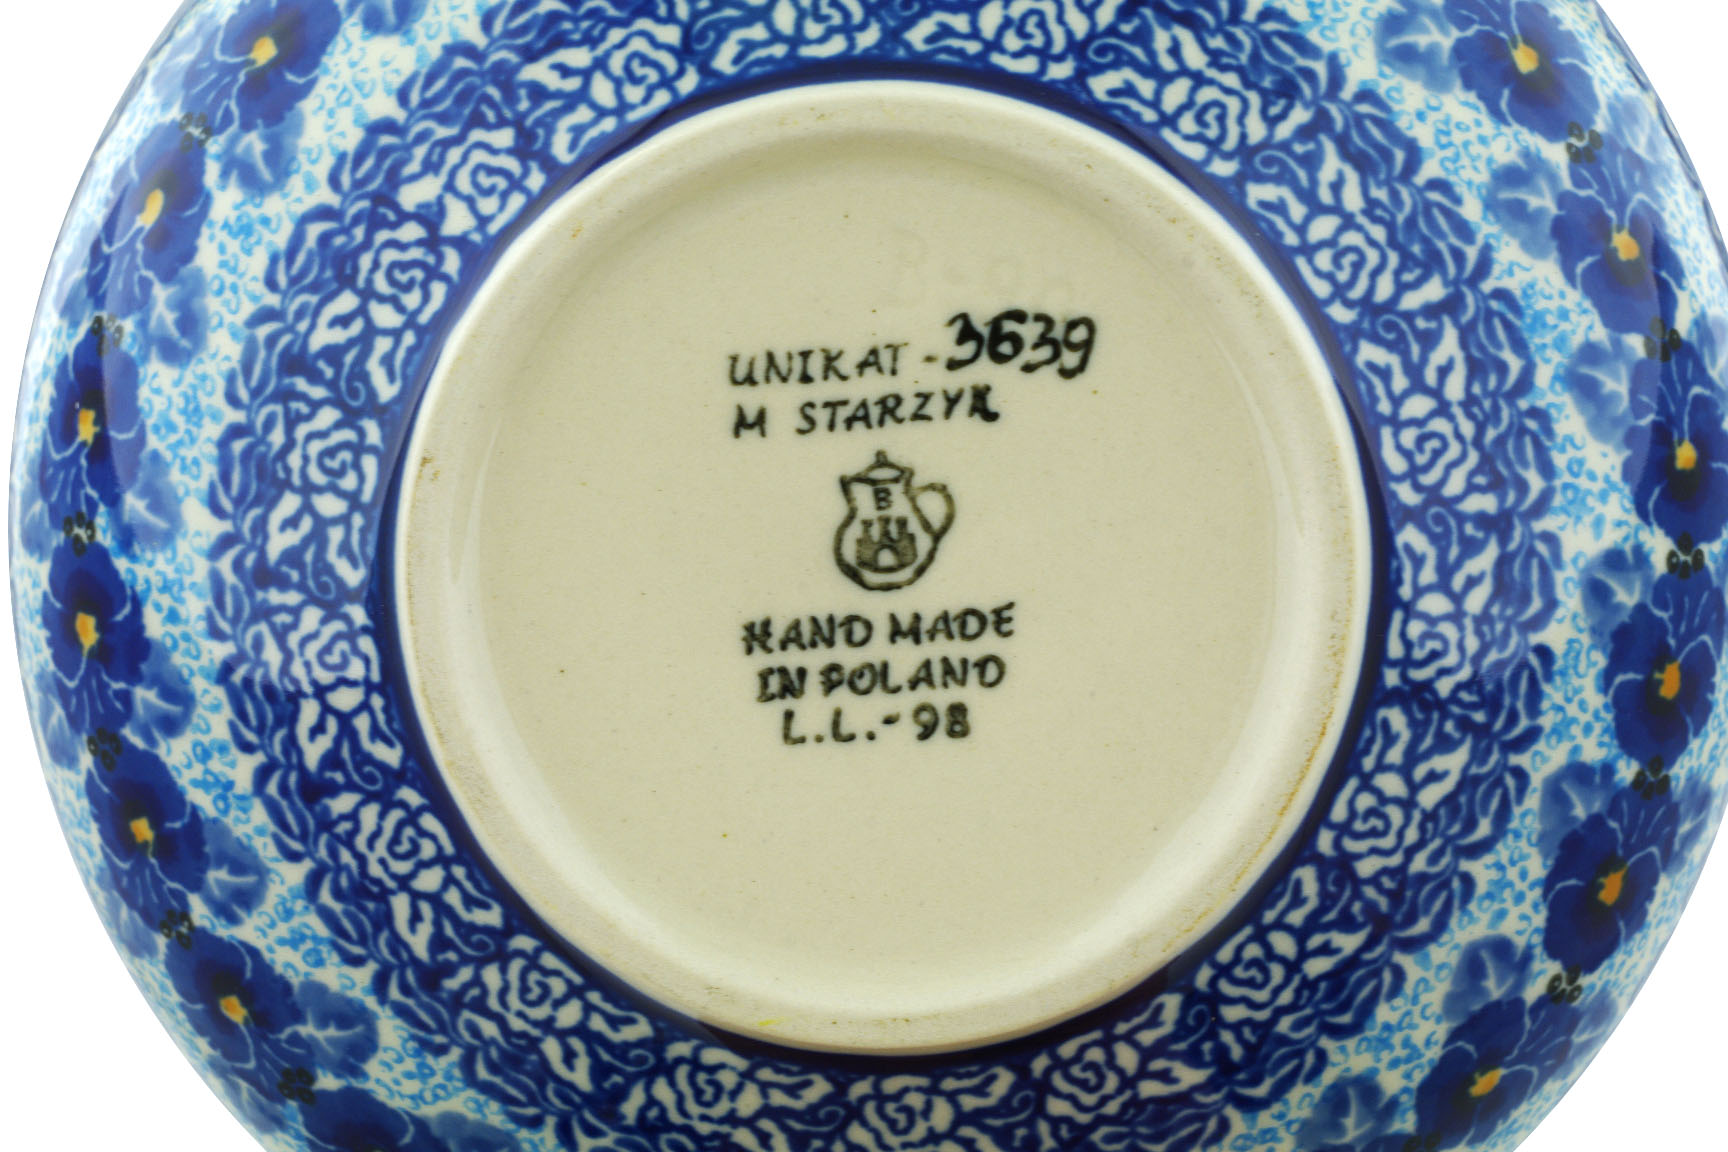 UNIKAT - 3639
M STARZYK
B
HAND MADE
IN POLAND
L.L.-98